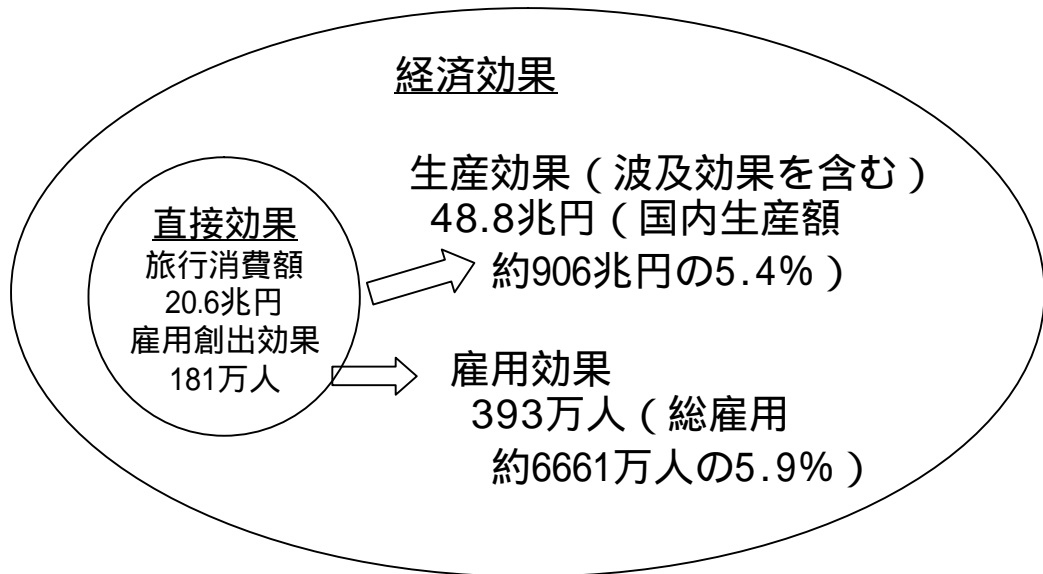 経済効果
直接効果
旅行消費額
20.6兆円
雇用創出効果
181万人
生産効果(波及効果を含む)
48.8兆円(国内生産額
約906兆円の5.4%)
雇用効果
393万人(総雇用
約6661万人の5.9%)